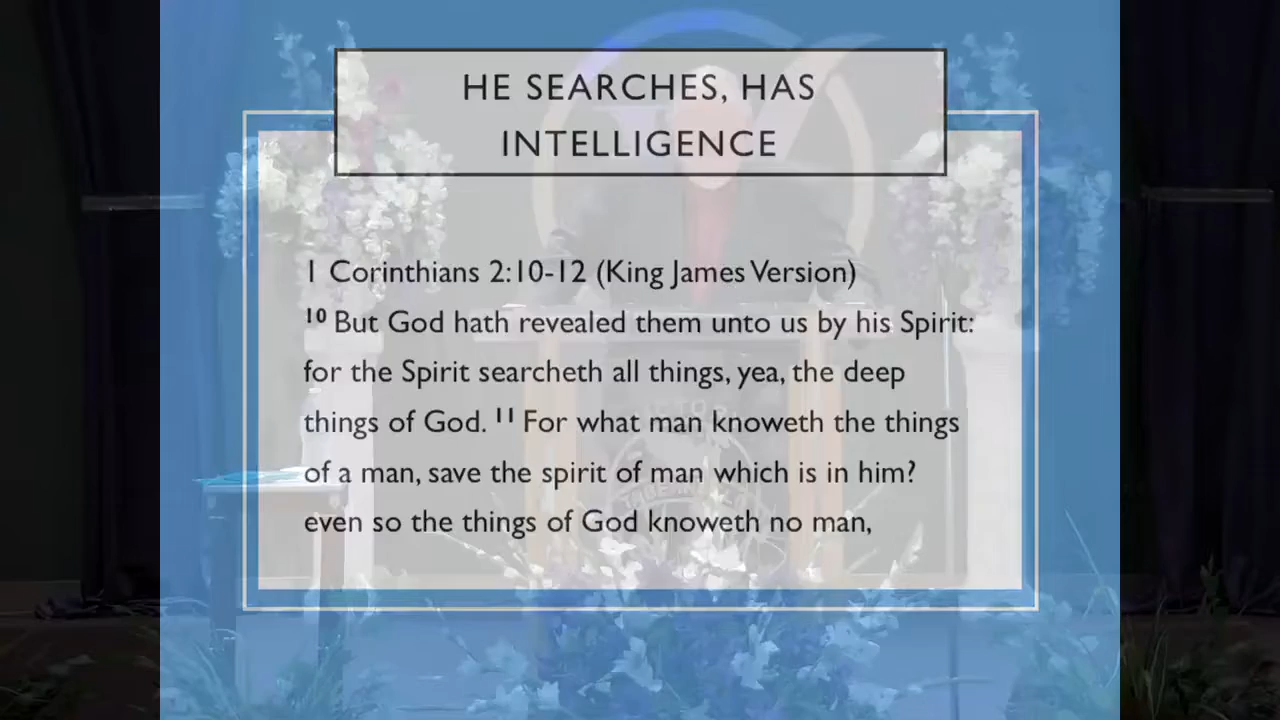 HE SEARCHES, HAS
INTELLIGENCE
1 Corinthians 2:10-12 (King James Version)
10 But God hath revealed them unto us by his Spirit:
for the Spirit searcheth all things, yea, the deep
things of God. 11 For what man knoweth the things
of a man, save the spirit of man which is in him?
even so the things of God knoweth no man,